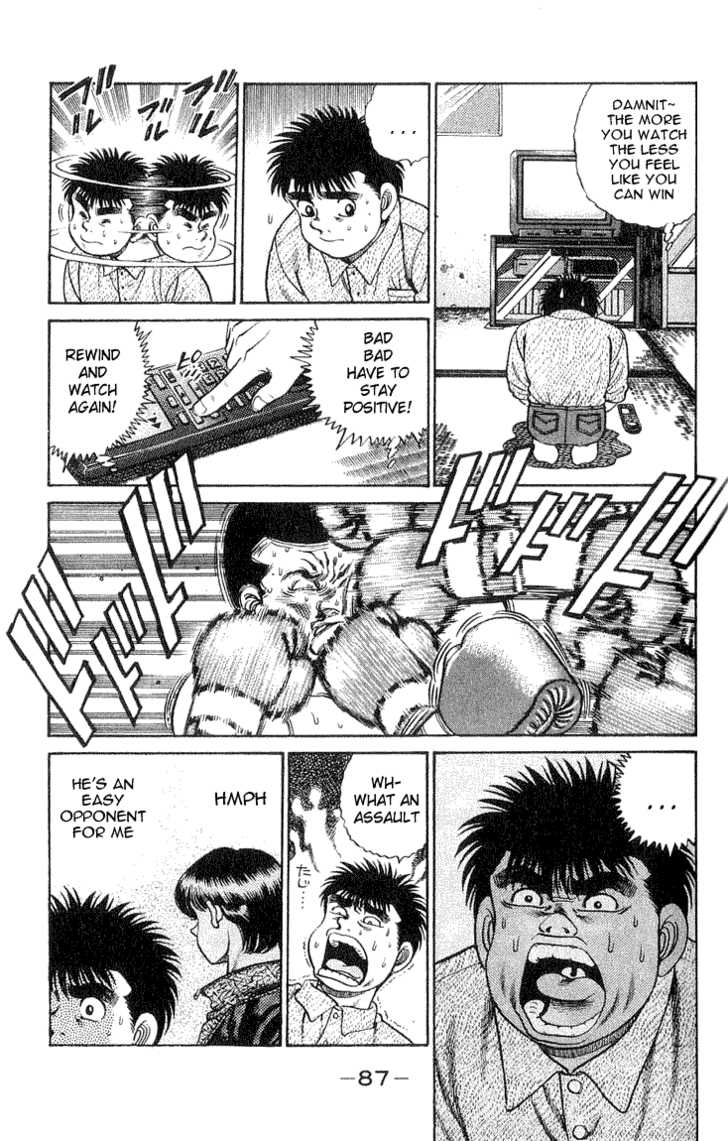 DAMNIT~
THE MORE
YOU WATCH
THE LESS
YOU FEEL
LIKE YOU
CAN WIN
...
ブル
ブル
ブル
BAD
BAD
HAVE TO
STAY
POSITIVE!
REWIND
AND
WATCH
AGAIN!
ドドド
ドドド
...
WH-
WHAT AN
ASSAULT
たじ…
HMPH
HE'S AN
EASY
OPPONENT
FOR ME
—87—